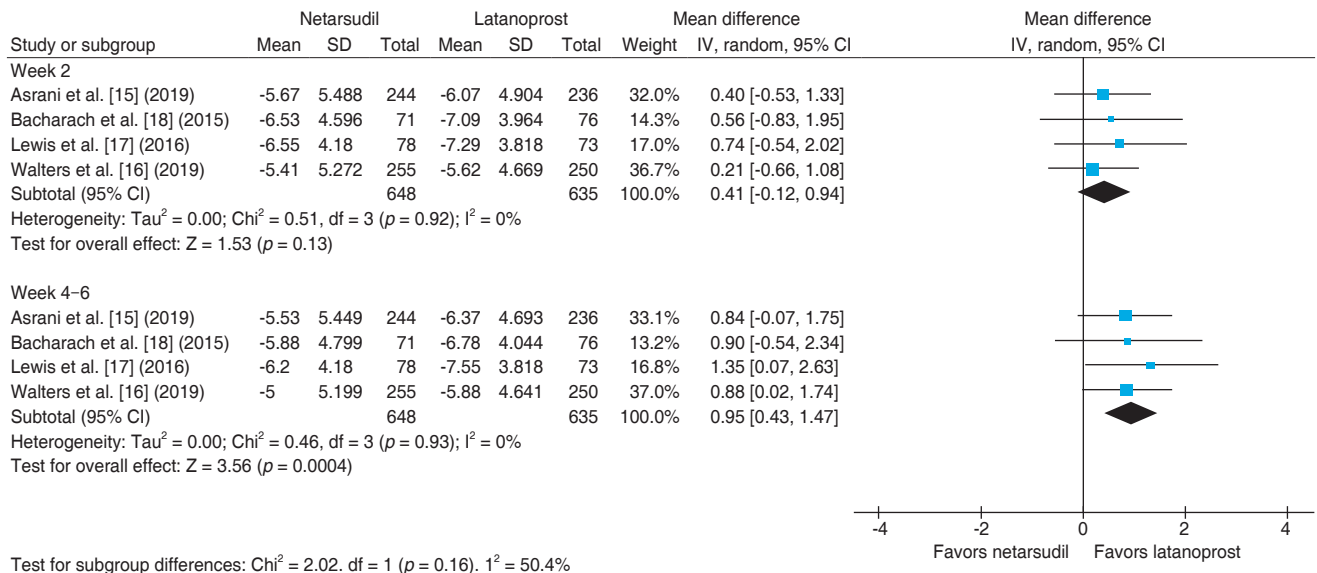 Netarsudil Latanoprost Mean difference Mean difference
Study or subgroup Mean SD Total Mean SD Total Weight IV, random, 95% CI IV, random, 95% CI
Week 2
Asrani et al. [15] (2019) -5.67 5.488 244 -6.07 4.904 236 32.0% 0.40 [-0.53, 1.33]
Bacharach et al. [18] (2015) -6.53 4.596 71 -7.09 3.964 76 14.3% 0.56 [-0.83, 1.95]
Lewis et al. [17] (2016) -6.55 4.18 78 -7.29 3.818 73 17.0% 0.74 [-0.54, 2.02]
Walters et al. [16] (2019) -5.41 5.272 255 -5.62 4.669 250 36.7% 0.21 [-0.66, 1.08]
Subtotal (95% CI) 648 635 100.0% 0.41 [-0.12, 0.94]
Heterogeneity: Tau² = 0.00; Chi² = 0.51, df = 3 (p = 0.92); I² = 0%
Test for overall effect: Z = 1.53 (p = 0.13)
Week 4–6
Asrani et al. [15] (2019) -5.53 5.449 244 -6.37 4.693 236 33.1% 0.84 [-0.07, 1.75]
Bacharach et al. [18] (2015) -5.88 4.799 71 -6.78 4.044 76 13.2% 0.90 [-0.54, 2.34]
Lewis et al. [17] (2016) -6.2 4.18 78 -7.55 3.818 73 16.8% 1.35 [0.07, 2.63]
Walters et al. [16] (2019) -5 5.199 255 -5.88 4.641 250 37.0% 0.88 [0.02, 1.74]
Subtotal (95% CI) 648 635 100.0% 0.95 [0.43, 1.47]
Heterogeneity: Tau² = 0.00; Chi² = 0.46, df = 3 (p = 0.93); I² = 0%
Test for overall effect: Z = 3.56 (p = 0.0004)
-4 -2 0 2 4
Favors netarsudil Favors latanoprost
Test for subgroup differences: Chi² = 2.02. df = 1 (p = 0.16). 1² = 50.4%